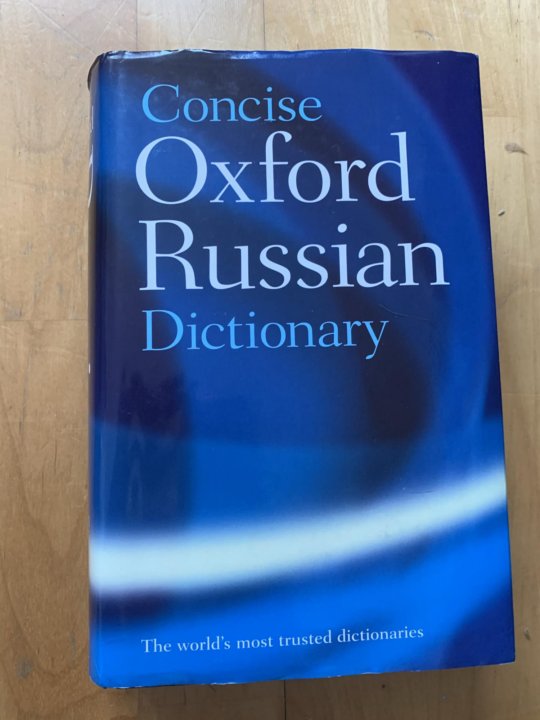 Concise
Oxford
Russian
Dictionary
The world's most trusted dictionaries